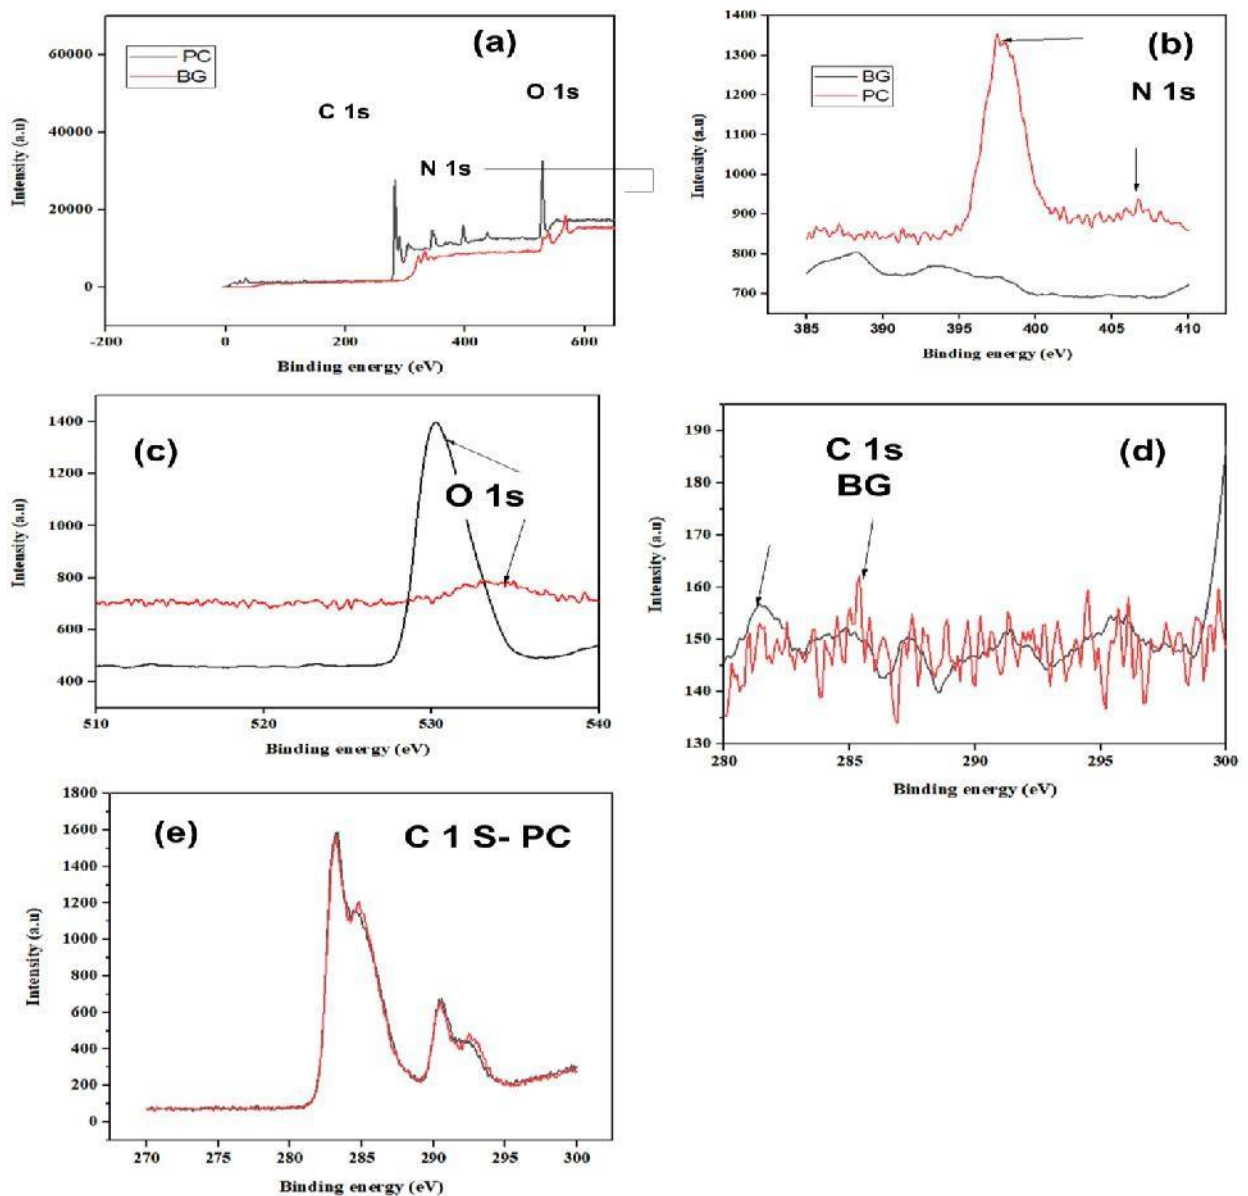 (a)
PC
BG
C 1s
N 1s
O 1s
60000
40000
20000
0
Intensity (a.u)
-200 0 200 400 600
Binding energy (eV)
(b)
BG
PC
N 1s
1400
1300
1200
1100
1000
900
800
700
Intensity (a.u)
385 390 395 400 405 410
Binding energy (eV)
(c)
O 1s
1400
1200
1000
800
600
400
Intensity (a.u)
510 520 530 540
Binding energy (eV)
(d)
C 1s
BG
190
180
170
160
150
140
130
Intensity (a.u)
280 285 290 295 300
Binding energy (eV)
(e)
C 1 S- PC
1800
1600
1400
1200
1000
800
600
400
200
0
Intensity (a.u)
270 275 280 285 290 295 300
Binding energy (eV)